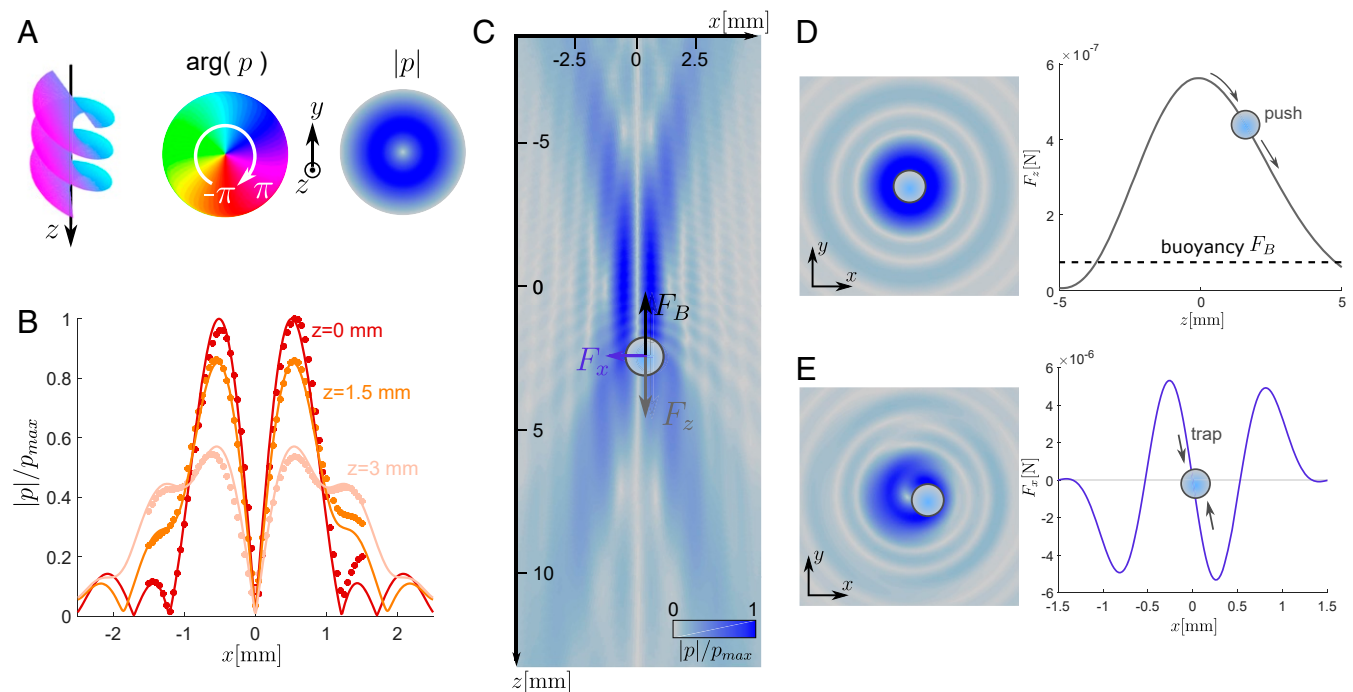 A
arg( p )
|p|
y
z
-π
π
z
B
1
0.8
0.6
0.4
0.2
0
|p|/p_max
z=0 mm
z=1.5 mm
z=3 mm
-2
-1
0
1
2
x[mm]
C
x[mm]
-2.5
0
2.5
-5
0
5
10
F_B
F_x
F_z
0
1
|p|/p_max
z[mm]
D
y
x
×10⁻⁷
6
4
2
0
F_z[N]
push
buoyancy F_B
-5
0
5
z[mm]
E
y
x
×10⁻⁶
6
4
2
0
-2
-4
-6
F_x[N]
trap
-1.5
-1
-0.5
0
0.5
1
1.5
x[mm]